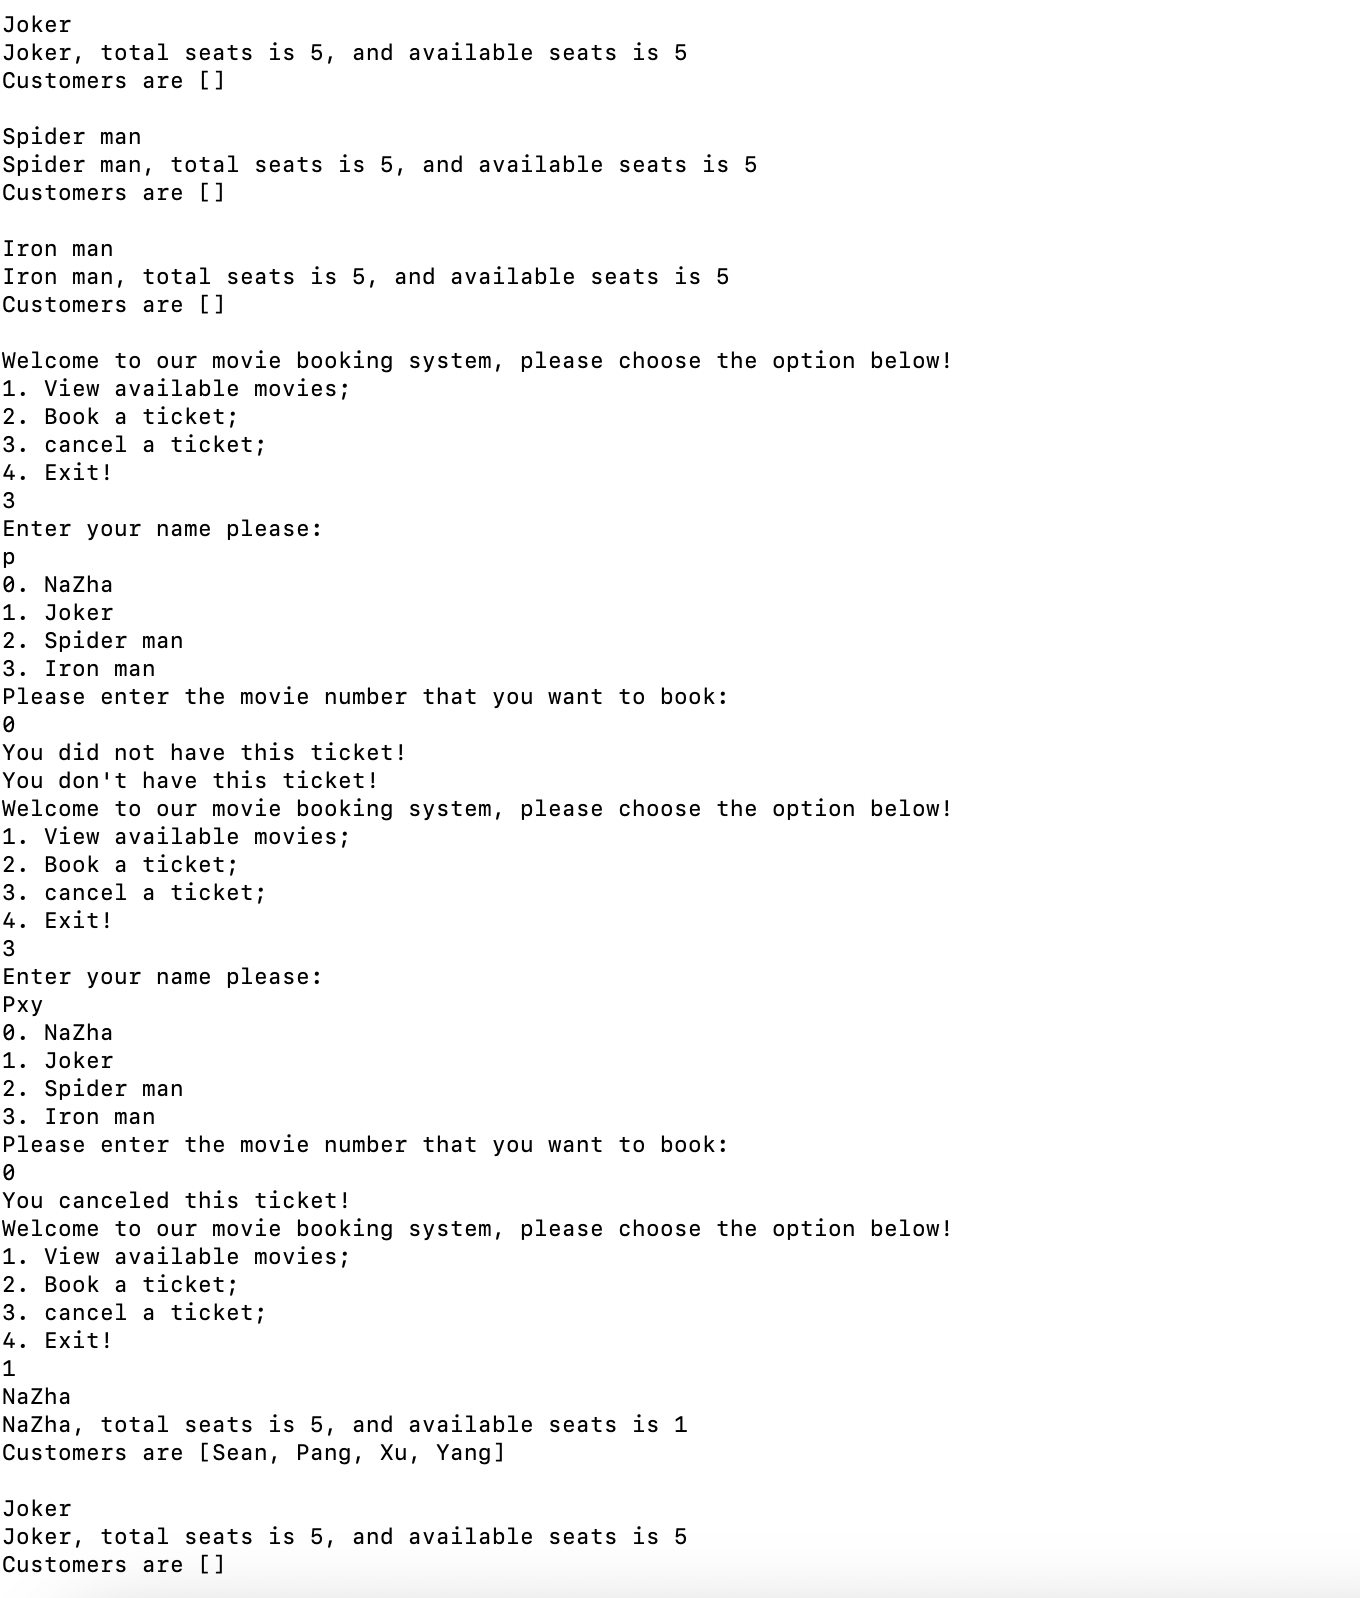 Joker
Joker, total seats is 5, and available seats is 5
Customers are []
Spider man
Spider man, total seats is 5, and available seats is 5
Customers are []
Iron man
Iron man, total seats is 5, and available seats is 5
Customers are []
Welcome to our movie booking system, please choose the option below!
1. View available movies;
2. Book a ticket;
3. cancel a ticket;
4. Exit!
3
Enter your name please:
p
0. NaZha
1. Joker
2. Spider man
3. Iron man
Please enter the movie number that you want to book:
0
You did not have this ticket!
You don't have this ticket!
Welcome to our movie booking system, please choose the option below!
1. View available movies;
2. Book a ticket;
3. cancel a ticket;
4. Exit!
3
Enter your name please:
Pxy
0. NaZha
1. Joker
2. Spider man
3. Iron man
Please enter the movie number that you want to book:
0
You canceled this ticket!
Welcome to our movie booking system, please choose the option below!
1. View available movies;
2. Book a ticket;
3. cancel a ticket;
4. Exit!
1
NaZha
NaZha, total seats is 5, and available seats is 1
Customers are [Sean, Pang, Xu, Yang]
Joker
Joker, total seats is 5, and available seats is 5
Customers are []